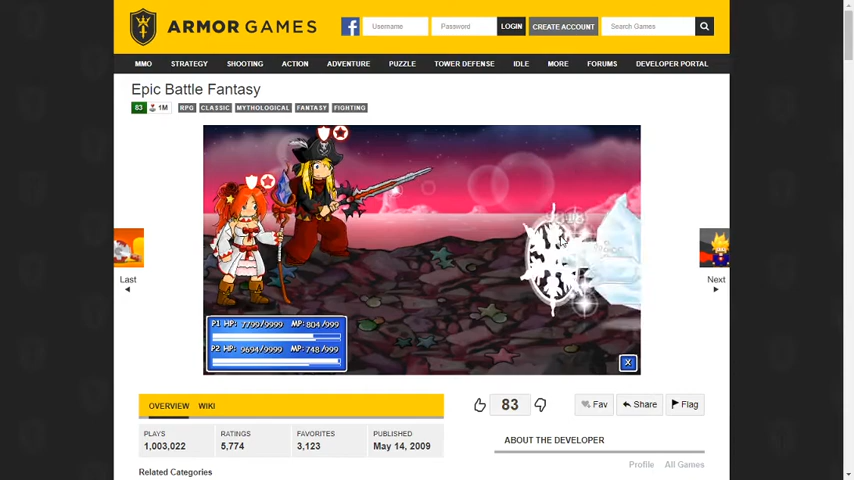 ARMOR GAMES
Username
Password
LOGIN
CREATE ACCOUNT
Search Games
MMO STRATEGY SHOOTING ACTION ADVENTURE PUZZLE TOWER DEFENSE IDLE MORE FORUMS DEVELOPER PORTAL
Epic Battle Fantasy
83 1M RPG CLASSIC MYTHOLOGICAL FANTASY FIGHTING
Last
Next
P1 HP: 7799/9999 MP: 804/999
P2 HP: 9694/9999 MP: 748/999
X
OVERVIEW WIKI
83
Fav
Share
Flag
PLAYS RATINGS FAVORITES PUBLISHED
1,003,022 5,774 3,123 May 14, 2009
ABOUT THE DEVELOPER
Profile All Games
Related Categories